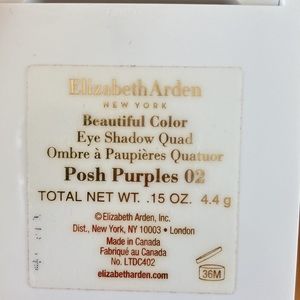 Elizabeth Arden
NEW YORK
Beautiful Color
Eye Shadow Quad
Ombre à Paupières Quatuor
Posh Purples 02
TOTAL NET WT. .15 OZ. 4.4 g
©Elizabeth Arden, Inc.
Dist., New York, NY 10003 • London
Made in Canada
Fabriqué au Canada
No. LTDC402
elizabetharden.com
36M